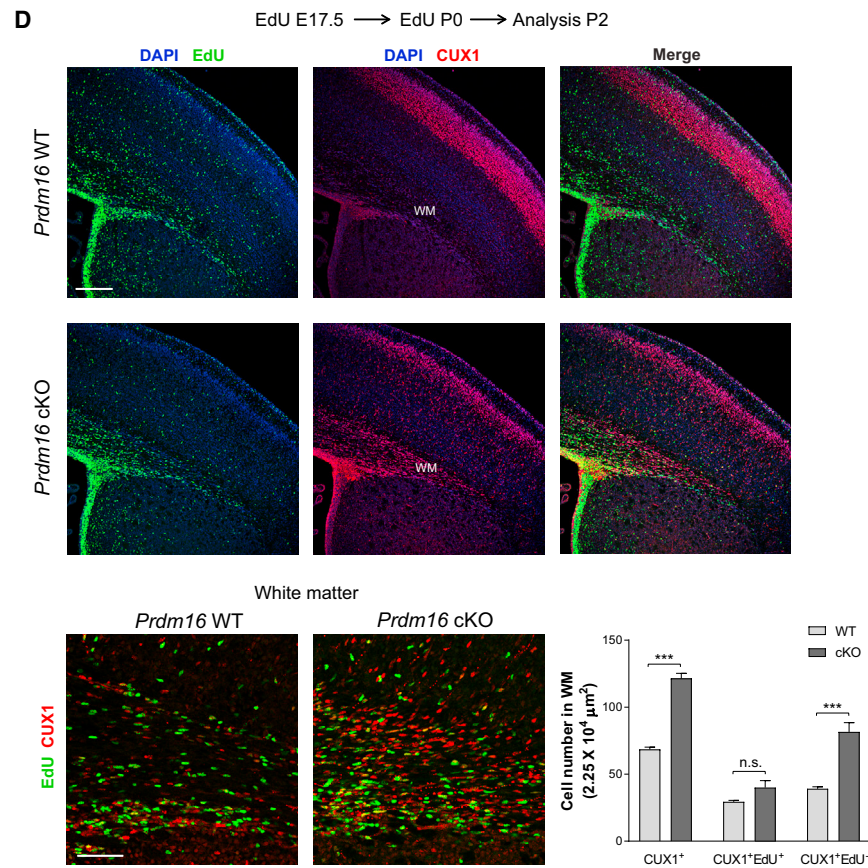 D
EdU E17.5 ⟶ EdU P0 ⟶ Analysis P2
DAPI EdU
DAPI CUX1
Merge
Prdm16 WT
WM
Prdm16 cKO
WM
White matter
Prdm16 WT
Prdm16 cKO
EdU CUX1
WT
cKO
Cell number in WM
(2.25 X 10⁴ µm²)
150
100
50
0
***
n.s.
***
CUX1⁺
CUX1⁺EdU⁺
CUX1⁺EdU⁻